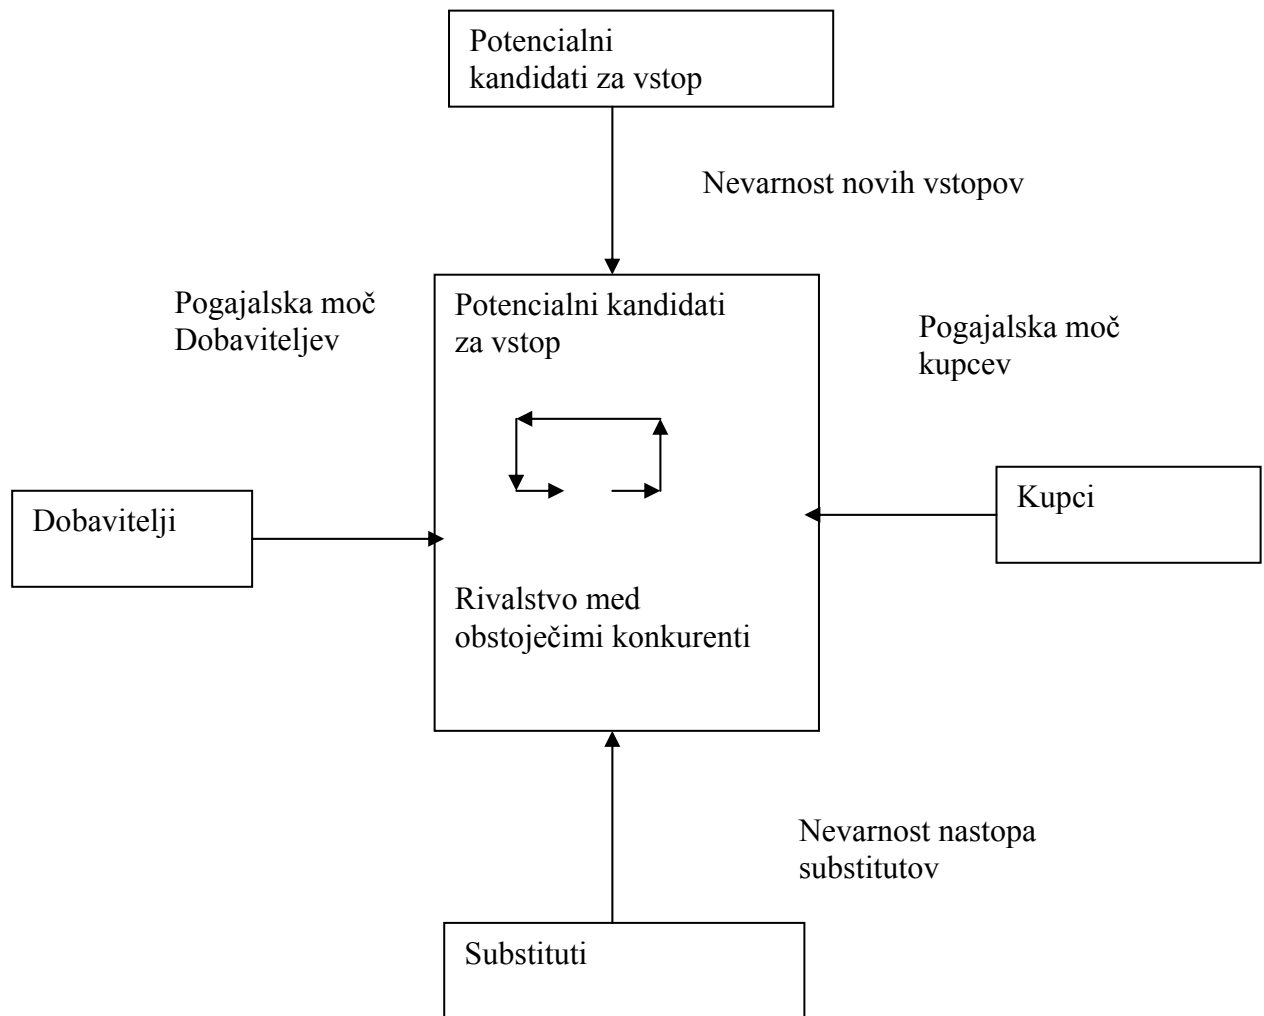 Potencialni
kandidati za vstop
Nevarnost novih vstopov
Pogajalska moč
Dobaviteljev
Potencialni kandidati
za vstop
Pogajalska moč
kupcev
Dobavitelji
Kupci
Rivalstvo med
obstoječimi konkurenti
Nevarnost nastopa
substitutov
Substituti